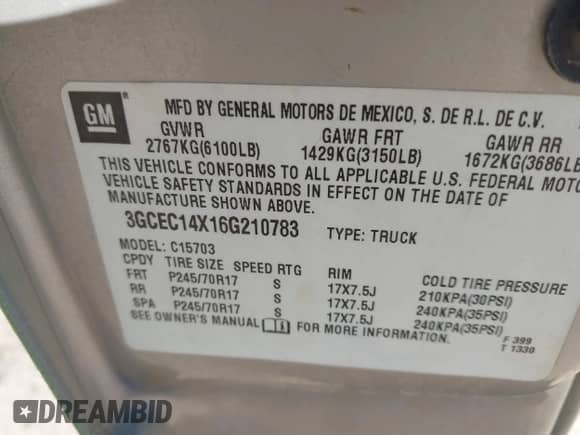 GM ®
MFD BY GENERAL MOTORS DE MEXICO, S. DE R.L. DE C.V.
GVWR GAWR FRT GAWR RR
2767KG(6100LB) 1429KG(3150LB) 1672KG(3686LB
THIS VEHICLE CONFORMS TO ALL APPLICABLE U.S. FEDERAL MOTO
VEHICLE SAFETY STANDARDS IN EFFECT ON THE DATE OF
MANUFACTURE SHOWN ABOVE.
3GCEC14X16G210783 TYPE: TRUCK
MODEL: C15703
CPDY TIRE SIZE SPEED RTG RIM COLD TIRE PRESSURE
FRT P245/70R17 S 17X7.5J 210KPA(30PSI)
RR P245/70R17 S 17X7.5J 240KPA(35PSI)
SPA P245/70R17 S 17X7.5J 240KPA(35PSI)
SEE OWNER'S MANUAL FOR MORE INFORMATION.
F 399
T 1330
DREAMBID